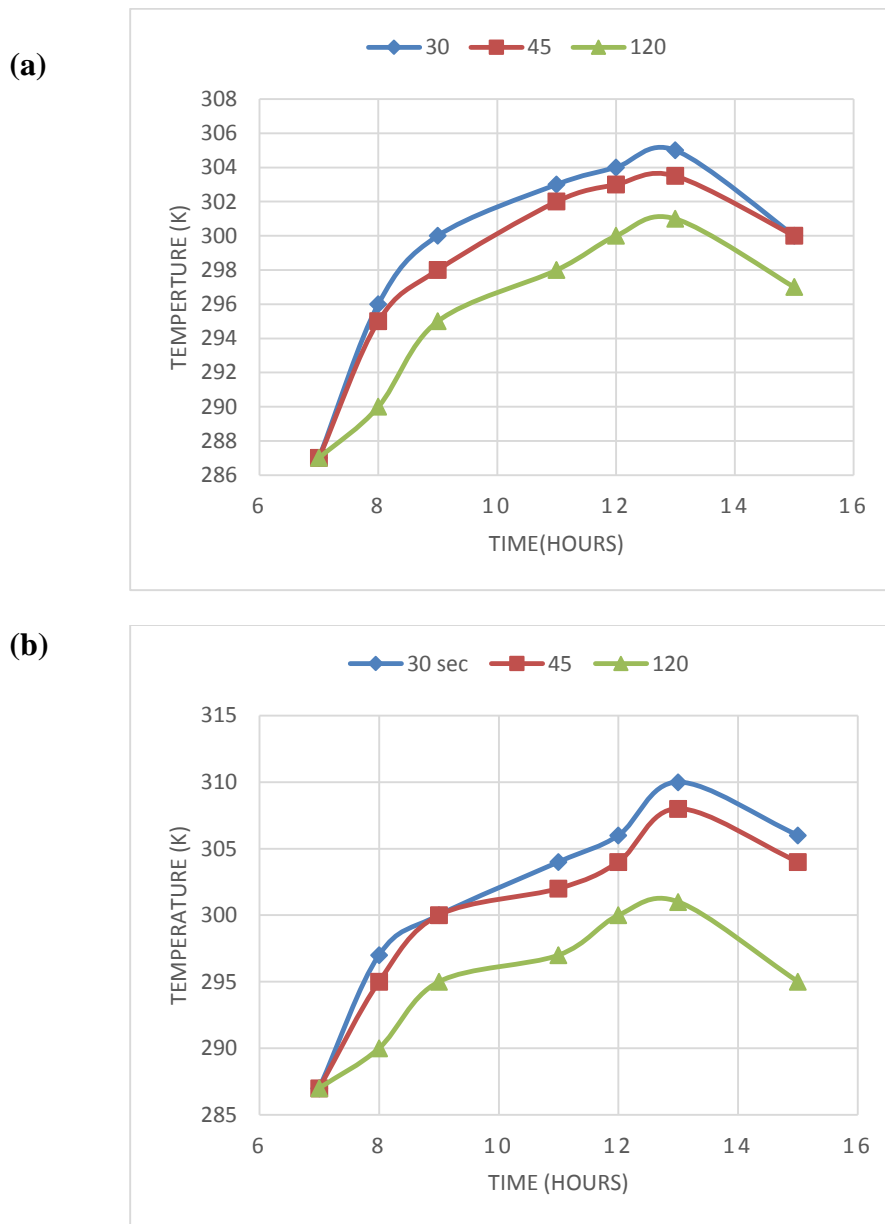 (a)
30 45 120
308
306
304
302
300
298
296
294
292
290
288
286
6 8 10 12 14 16
TEMPERTURE (K)
TIME(HOURS)
(b)
30 sec 45 120
315
310
305
300
295
290
285
6 8 10 12 14 16
TEMPERATURE (K)
TIME (HOURS)